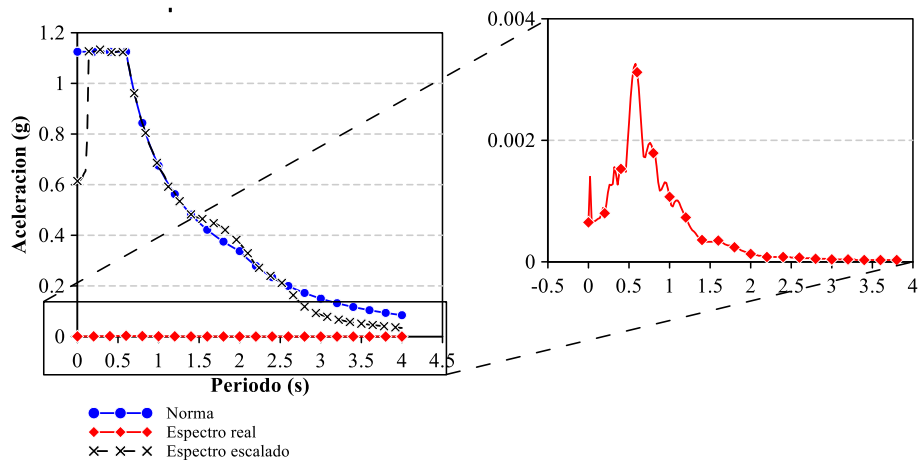 1.2
1
0.8
0.6
0.4
0.2
0
Aceleracion (g)
0 0.5 1 1.5 2 2.5 3 3.5 4 4.5
Periodo (s)
Norma
Espectro real
Espectro escalado
0.004
0.002
0
-0.5 0 0.5 1 1.5 2 2.5 3 3.5 4